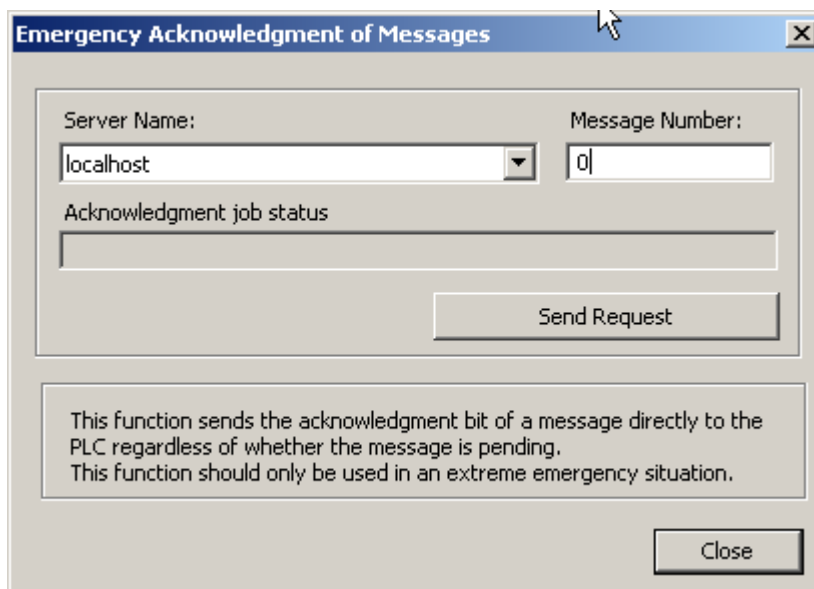 Emergency Acknowledgment of Messages
Server Name:
Message Number:
localhost
0
Acknowledgment job status
Send Request
This function sends the acknowledgment bit of a message directly to the
PLC regardless of whether the message is pending.
This function should only be used in an extreme emergency situation.
Close